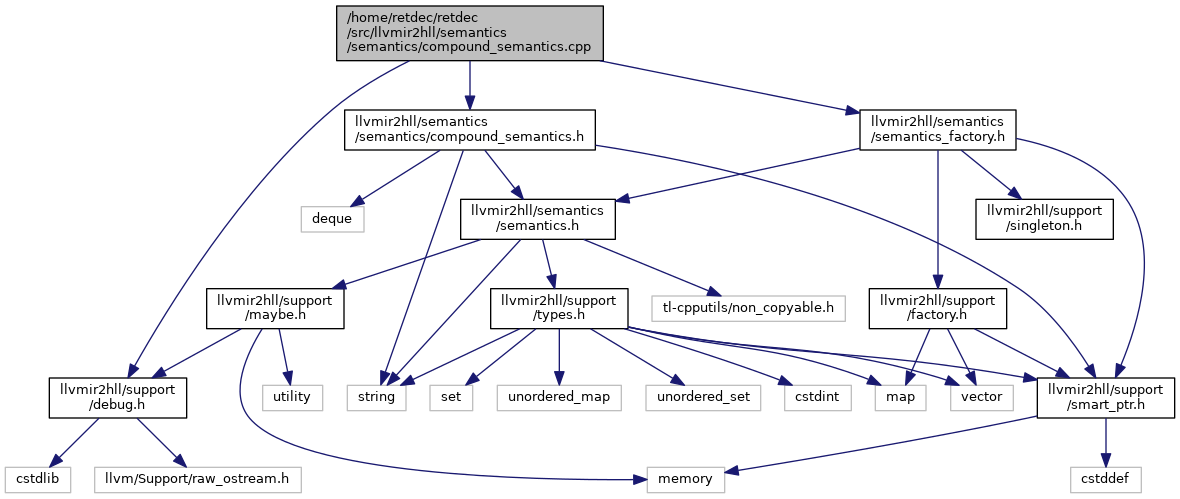 /home/retdec/retdec
/src/llvmir2hll/semantics
/semantics/compound_semantics.cpp
llvmir2hll/semantics
/semantics/compound_semantics.h
llvmir2hll/semantics
/semantics_factory.h
deque
llvmir2hll/semantics
/semantics.h
llvmir2hll/support
/singleton.h
llvmir2hll/support
/maybe.h
llvmir2hll/support
/types.h
tl-cpputils/non_copyable.h
llvmir2hll/support
/factory.h
llvmir2hll/support
/debug.h
utility
string
set
unordered_map
unordered_set
cstdint
map
vector
llvmir2hll/support
/smart_ptr.h
cstdlib
llvm/Support/raw_ostream.h
memory
cstddef